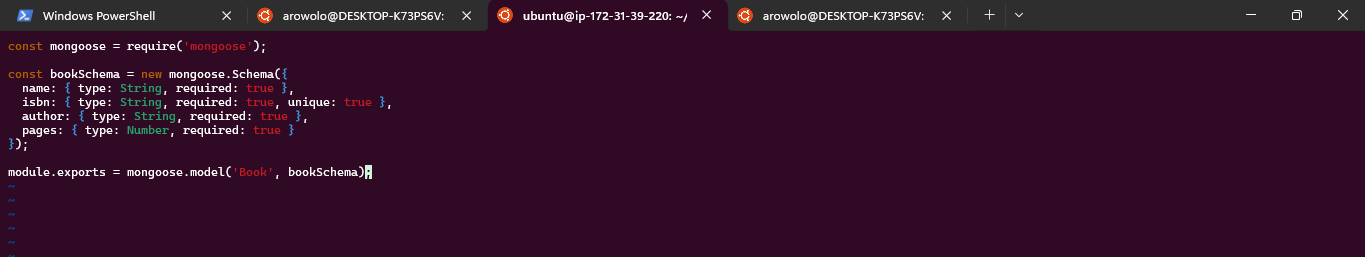 Windows PowerShell
arowolo@DESKTOP-K73PS6V:
ubuntu@ip-172-31-39-220: ~/
arowolo@DESKTOP-K73PS6V:
const mongoose = require('mongoose');
const bookSchema = new mongoose.Schema({
  name: { type: String, required: true },
  isbn: { type: String, required: true, unique: true },
  author: { type: String, required: true },
  pages: { type: Number, required: true }
});
module.exports = mongoose.model('Book', bookSchema);
~
~
~
~
~
~